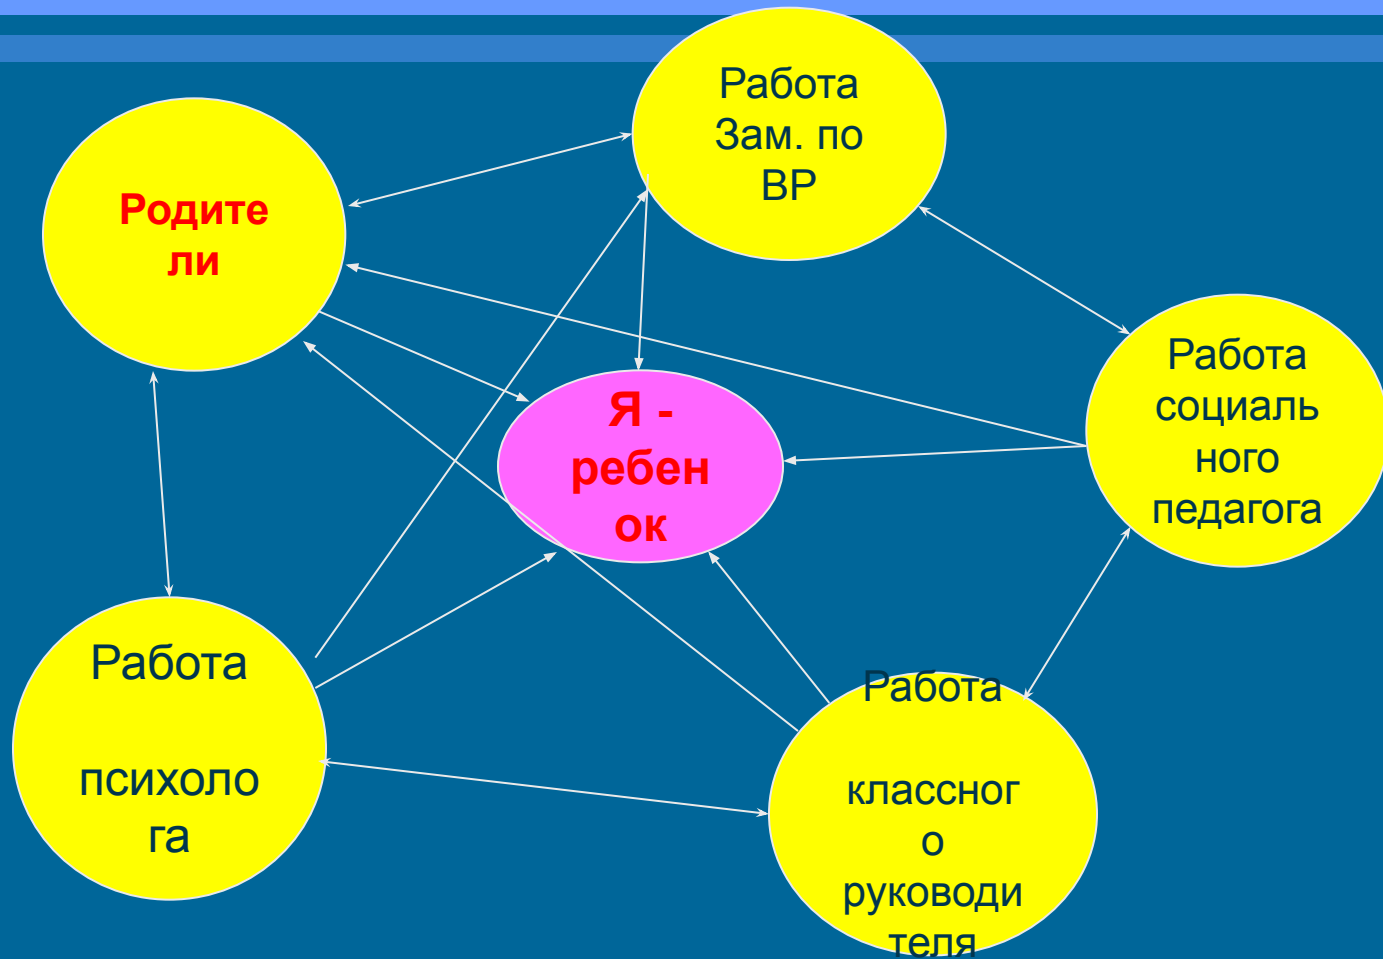 Работа
Зам. по
ВР
Родите
ли
Работа
социаль
ного
педагога
Я -
ребен
ок
Работа
психоло
га
Работа
классног
о
руководи
теля